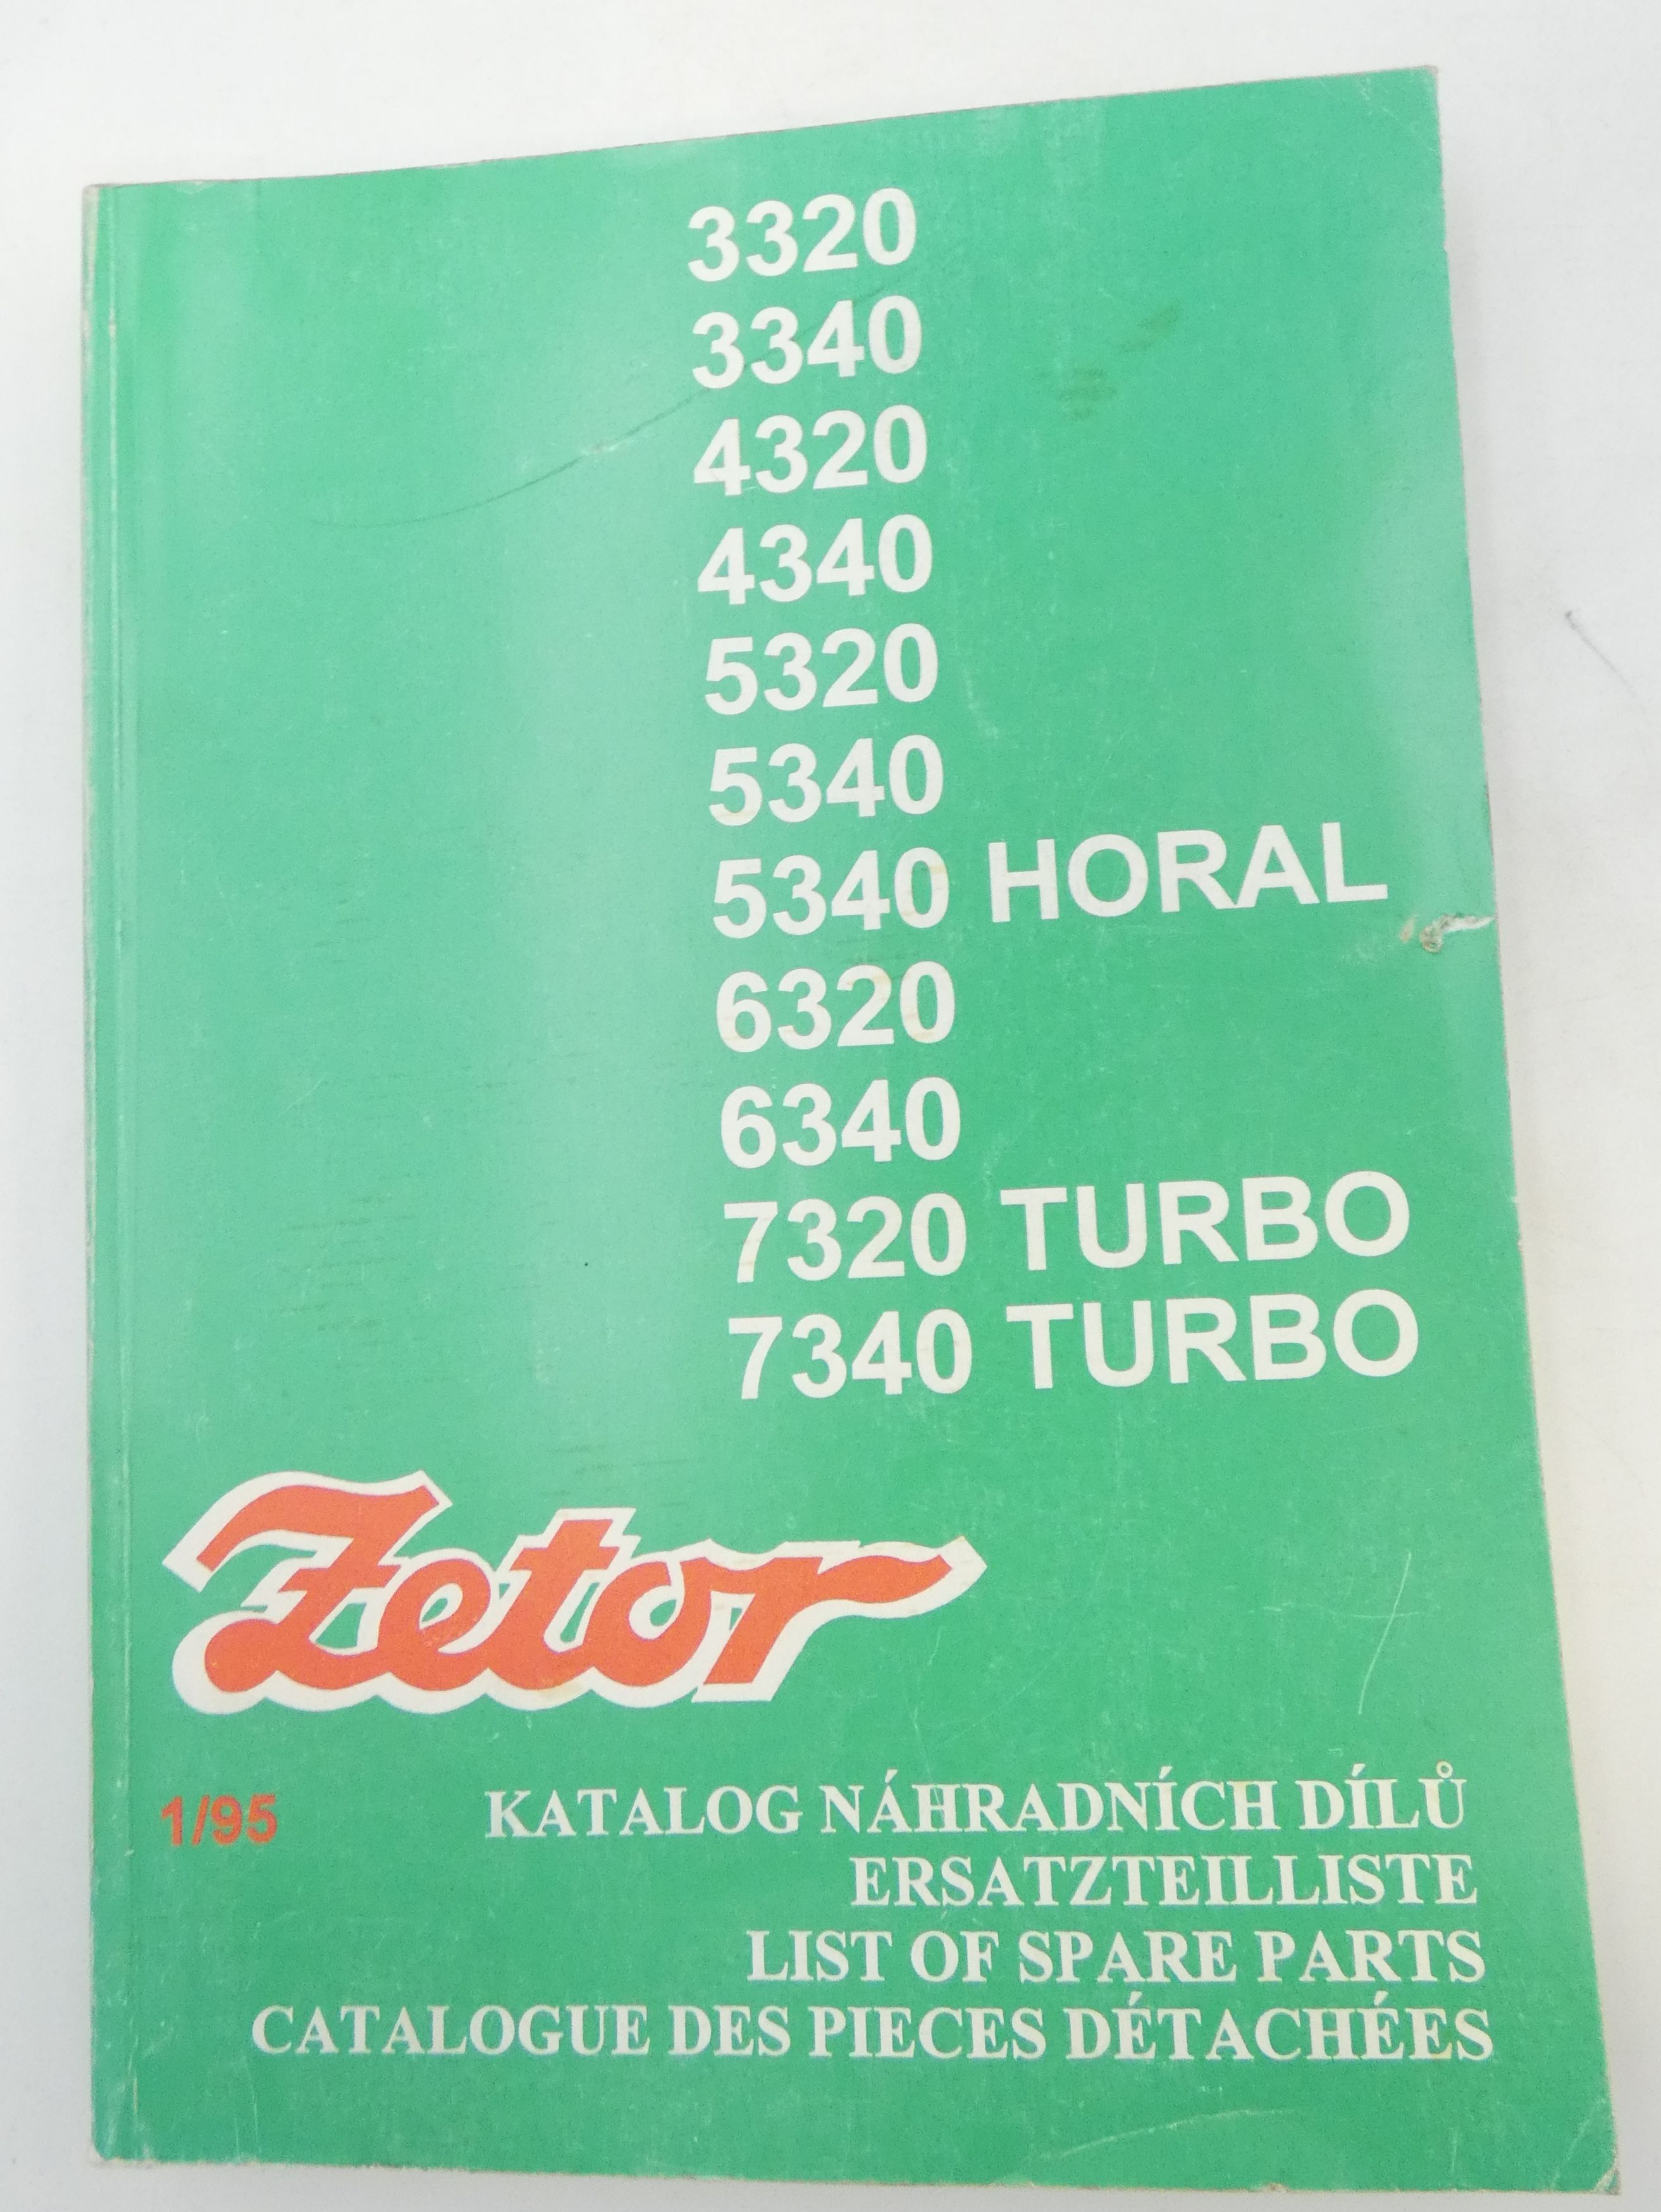 3320
3340
4320
4340
5320
5340
5340 HORAL
6320
6340
7320 TURBO
7340 TURBO
Zetor
1/95
KATALOG NÁHRADNÍCH DÍLŮ
ERSATZTEILLISTE
LIST OF SPARE PARTS
CATALOGUE DES PIECES DÉTACHÉES